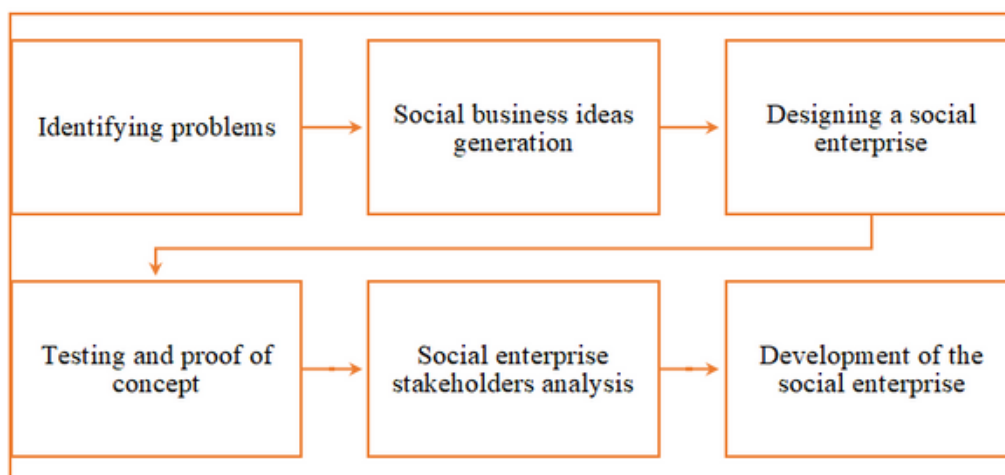 Identifying problems
Social business ideas
generation
Designing a social
enterprise
Testing and proof of
concept
Social enterprise
stakeholders analysis
Development of the
social enterprise